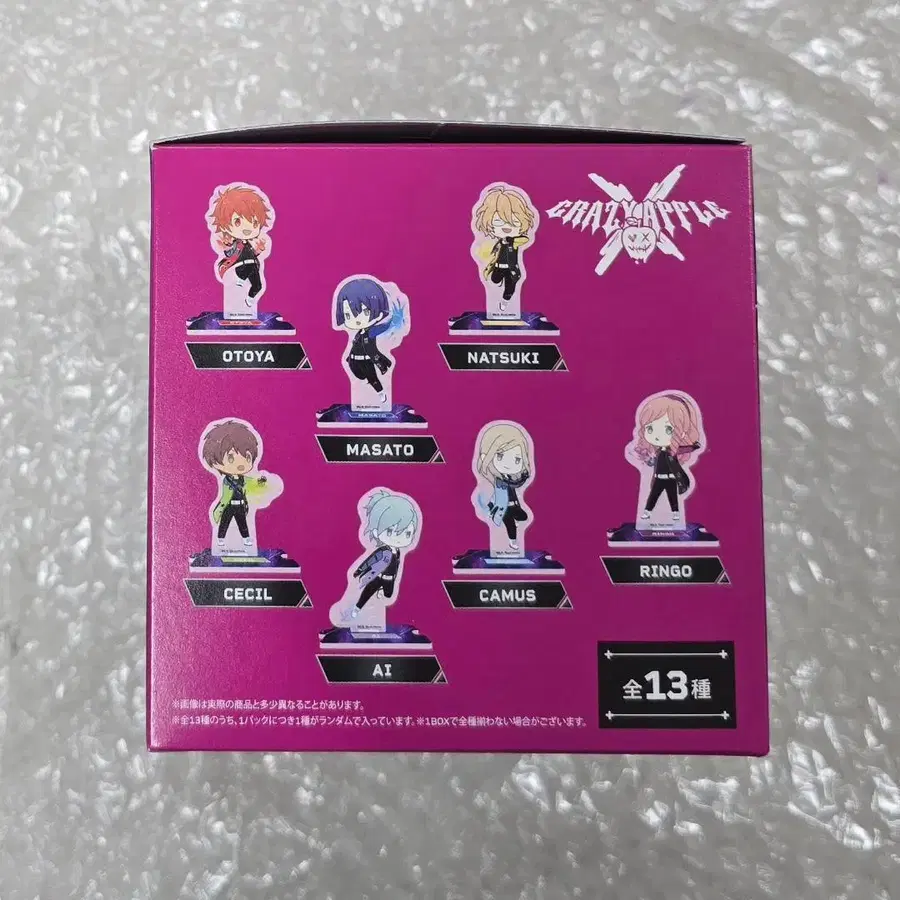 CRAZY APPLE
OTOYA
NATSUKI
MASATO
MASATO
CECIL
AI
CAMUS
RINGO
全13種
※画像は実際の商品と多少異なることがあります。
※全13種のうち、1パックにつき1種がランダムで入っています。※1BOXで全種揃わない場合がございます。